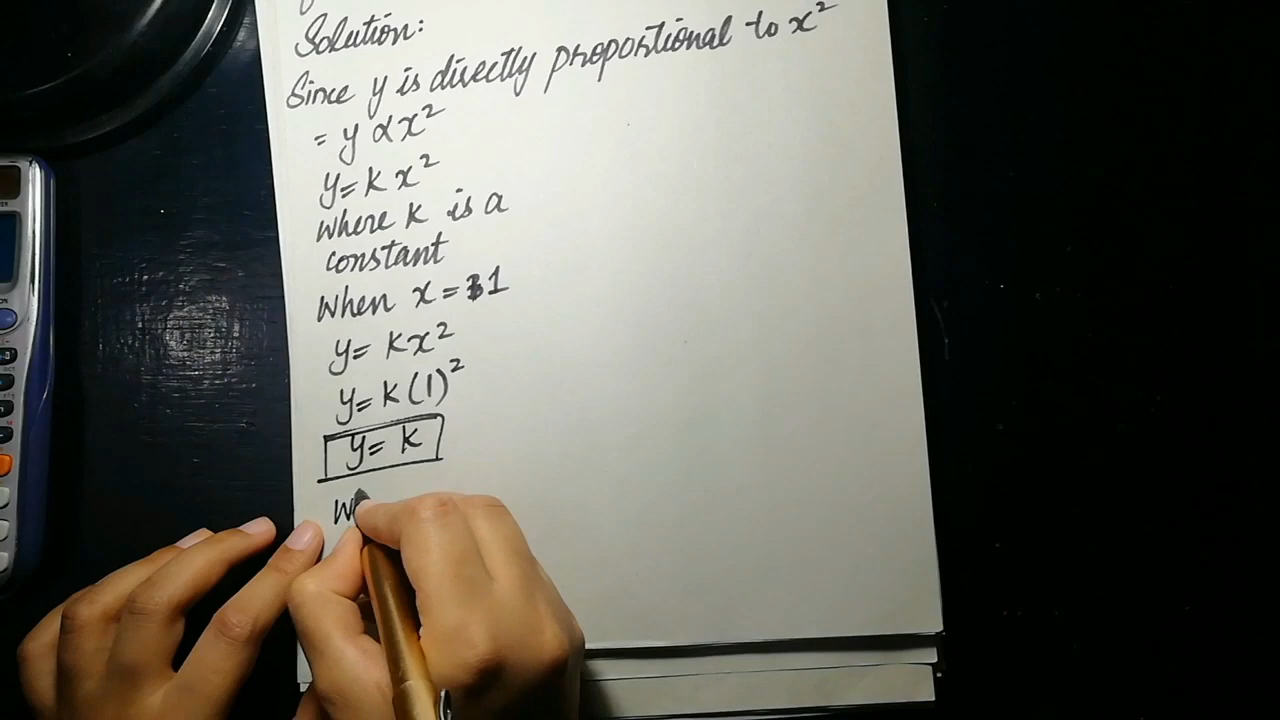 Solution:
Since y is directly proportional to x²
= y ∝ x²
y = k x²
where k is a
constant
when x = 1
y = kx²
y = k(1)²
y = k